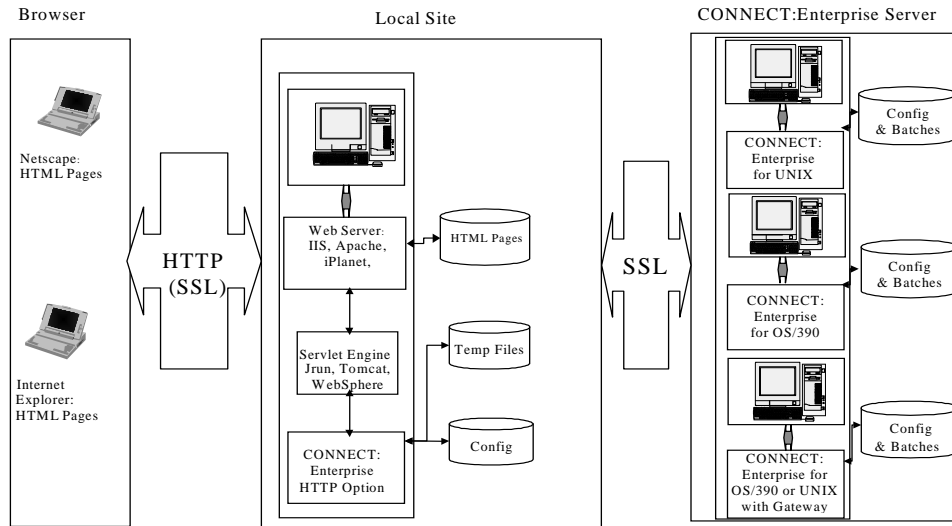 Browser
Local Site
CONNECT:Enterprise Server
Netscape:
HTML Pages
Internet
Explorer:
HTML Pages
HTTP
(SSL)
Web Server:
IIS, Apache,
iPlanet,
HTML Pages
Servlet Engine
Jrun, Tomcat,
WebSphere
Temp Files
CONNECT:
Enterprise
HTTP Option
Config
SSL
CONNECT:
Enterprise
for UNIX
Config
& Batches
CONNECT:
Enterprise
for OS/390
Config
& Batches
CONNECT:
Enterprise for
OS/390 or UNIX
with Gateway
Config
& Batches